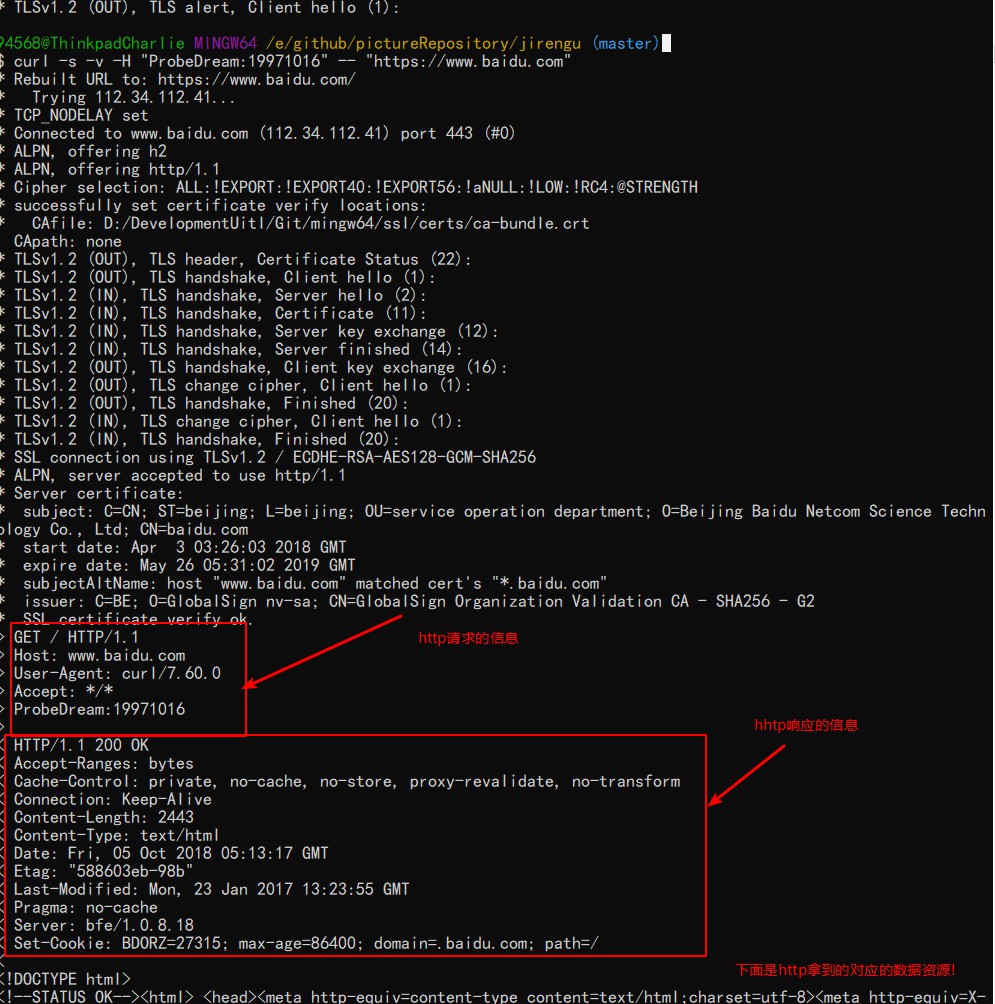 * TLSv1.2 (OUT), TLS alert, Client hello (1):
94568@ThinkpadCharlie MINGW64 /e/github/pictureRepository/jirengu (master)
$ curl -s -v -H "ProbeDream:19971016" -- "https://www.baidu.com"
* Rebuilt URL to: https://www.baidu.com/
*   Trying 112.34.112.41...
* TCP_NODELAY set
* Connected to www.baidu.com (112.34.112.41) port 443 (#0)
* ALPN, offering h2
* ALPN, offering http/1.1
* Cipher selection: ALL:!EXPORT:!EXPORT40:!EXPORT56:!aNULL:!LOW:!RC4:@STRENGTH
* successfully set certificate verify locations:
*   CAfile: D:/DevelopmentUitl/Git/mingw64/ssl/certs/ca-bundle.crt
  CApath: none
* TLSv1.2 (OUT), TLS header, Certificate Status (22):
* TLSv1.2 (OUT), TLS handshake, Client hello (1):
* TLSv1.2 (IN), TLS handshake, Server hello (2):
* TLSv1.2 (IN), TLS handshake, Certificate (11):
* TLSv1.2 (IN), TLS handshake, Server key exchange (12):
* TLSv1.2 (IN), TLS handshake, Server finished (14):
* TLSv1.2 (OUT), TLS handshake, Client key exchange (16):
* TLSv1.2 (OUT), TLS change cipher, Client hello (1):
* TLSv1.2 (OUT), TLS handshake, Finished (20):
* TLSv1.2 (IN), TLS change cipher, Client hello (1):
* TLSv1.2 (IN), TLS handshake, Finished (20):
* SSL connection using TLSv1.2 / ECDHE-RSA-AES128-GCM-SHA256
* ALPN, server accepted to use http/1.1
* Server certificate:
*  subject: C=CN; ST=beijing; L=beijing; OU=service operation department; O=Beijing Baidu Netcom Science Techn
ology Co., Ltd; CN=baidu.com
*  start date: Apr  3 03:26:03 2018 GMT
*  expire date: May 26 05:31:02 2019 GMT
*  subjectAltName: host "www.baidu.com" matched cert's "*.baidu.com"
*  issuer: C=BE; O=GlobalSign nv-sa; CN=GlobalSign Organization Validation CA - SHA256 - G2
*  SSL certificate verify ok.
> GET / HTTP/1.1
http请求的信息
> Host: www.baidu.com
> User-Agent: curl/7.60.0
> Accept: */*
> ProbeDream:19971016
>
hhtp响应的信息
< HTTP/1.1 200 OK
< Accept-Ranges: bytes
< Cache-Control: private, no-cache, no-store, proxy-revalidate, no-transform
< Connection: Keep-Alive
< Content-Length: 2443
< Content-Type: text/html
< Date: Fri, 05 Oct 2018 05:13:17 GMT
< Etag: "588603eb-98b"
< Last-Modified: Mon, 23 Jan 2017 13:23:55 GMT
< Pragma: no-cache
< Server: bfe/1.0.8.18
< Set-Cookie: BDORZ=27315; max-age=86400; domain=.baidu.com; path=/
<
下面是http拿到的对应的数据资源!
<!DOCTYPE html>
<!--STATUS OK--><html> <head><meta http-equiv=content-type content=text/html;charset=utf-8><meta http-equiv=X-